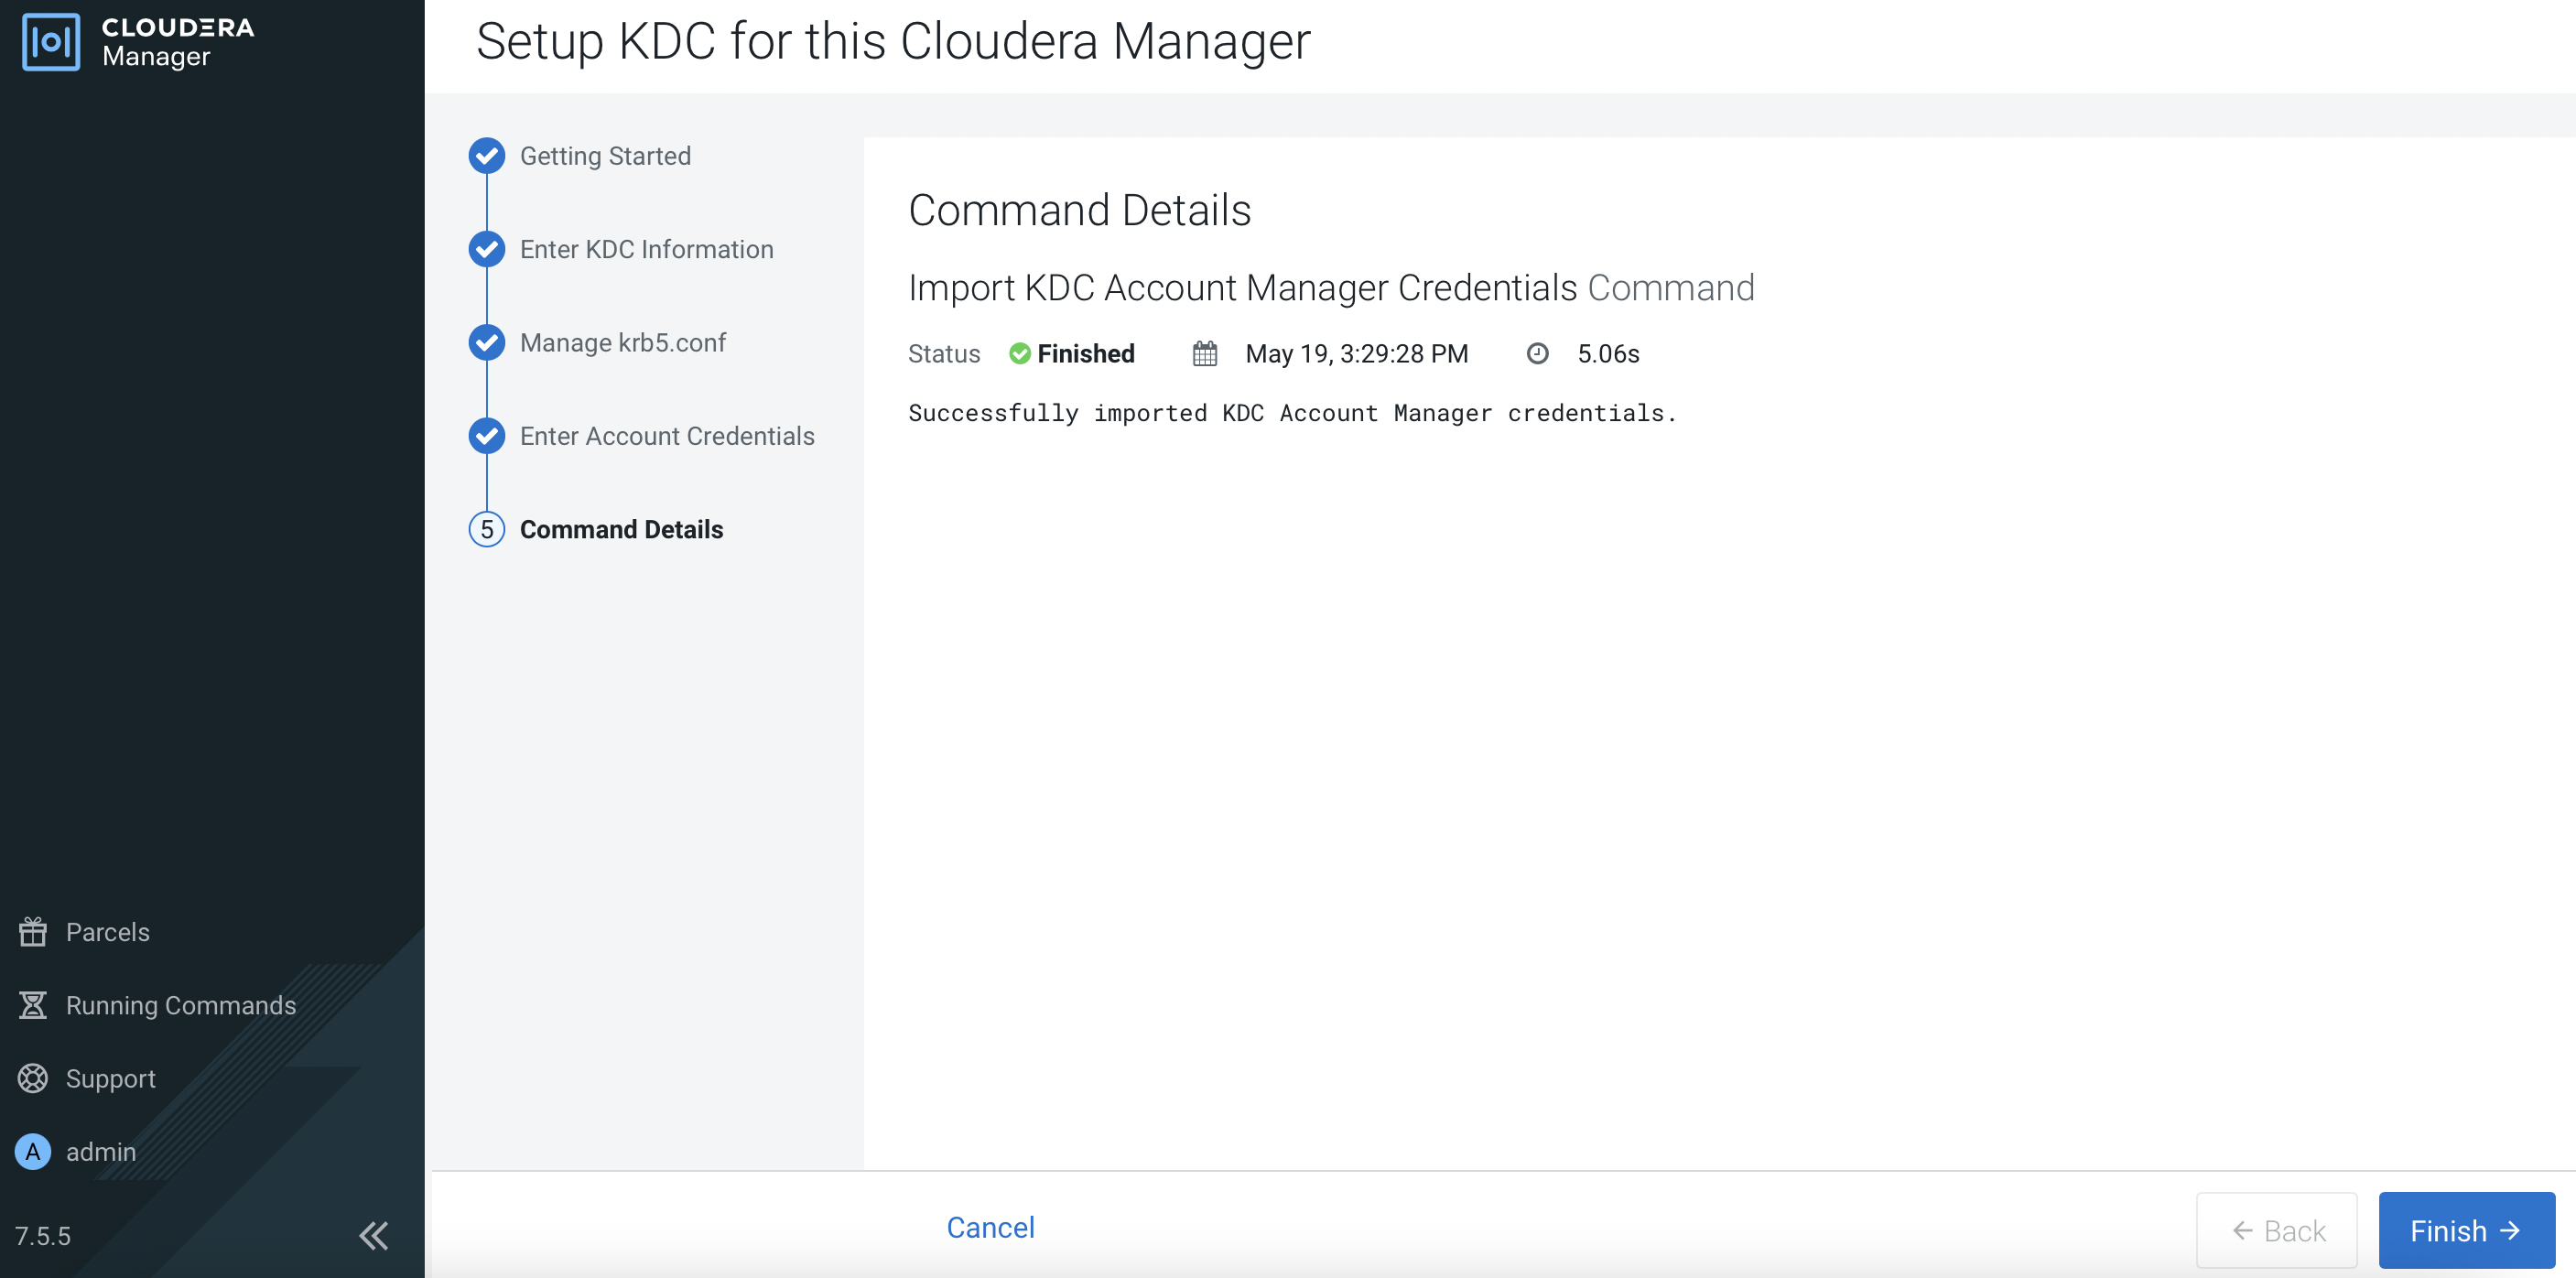 CLOUDERA
Manager
Setup KDC for this Cloudera Manager
Getting Started
Enter KDC Information
Manage krb5.conf
Enter Account Credentials
5 Command Details
Command Details
Import KDC Account Manager Credentials Command
Status Finished May 19, 3:29:28 PM 5.06s
Successfully imported KDC Account Manager credentials.
Parcels
Running Commands
Support
A admin
7.5.5
Cancel
← Back
Finish →